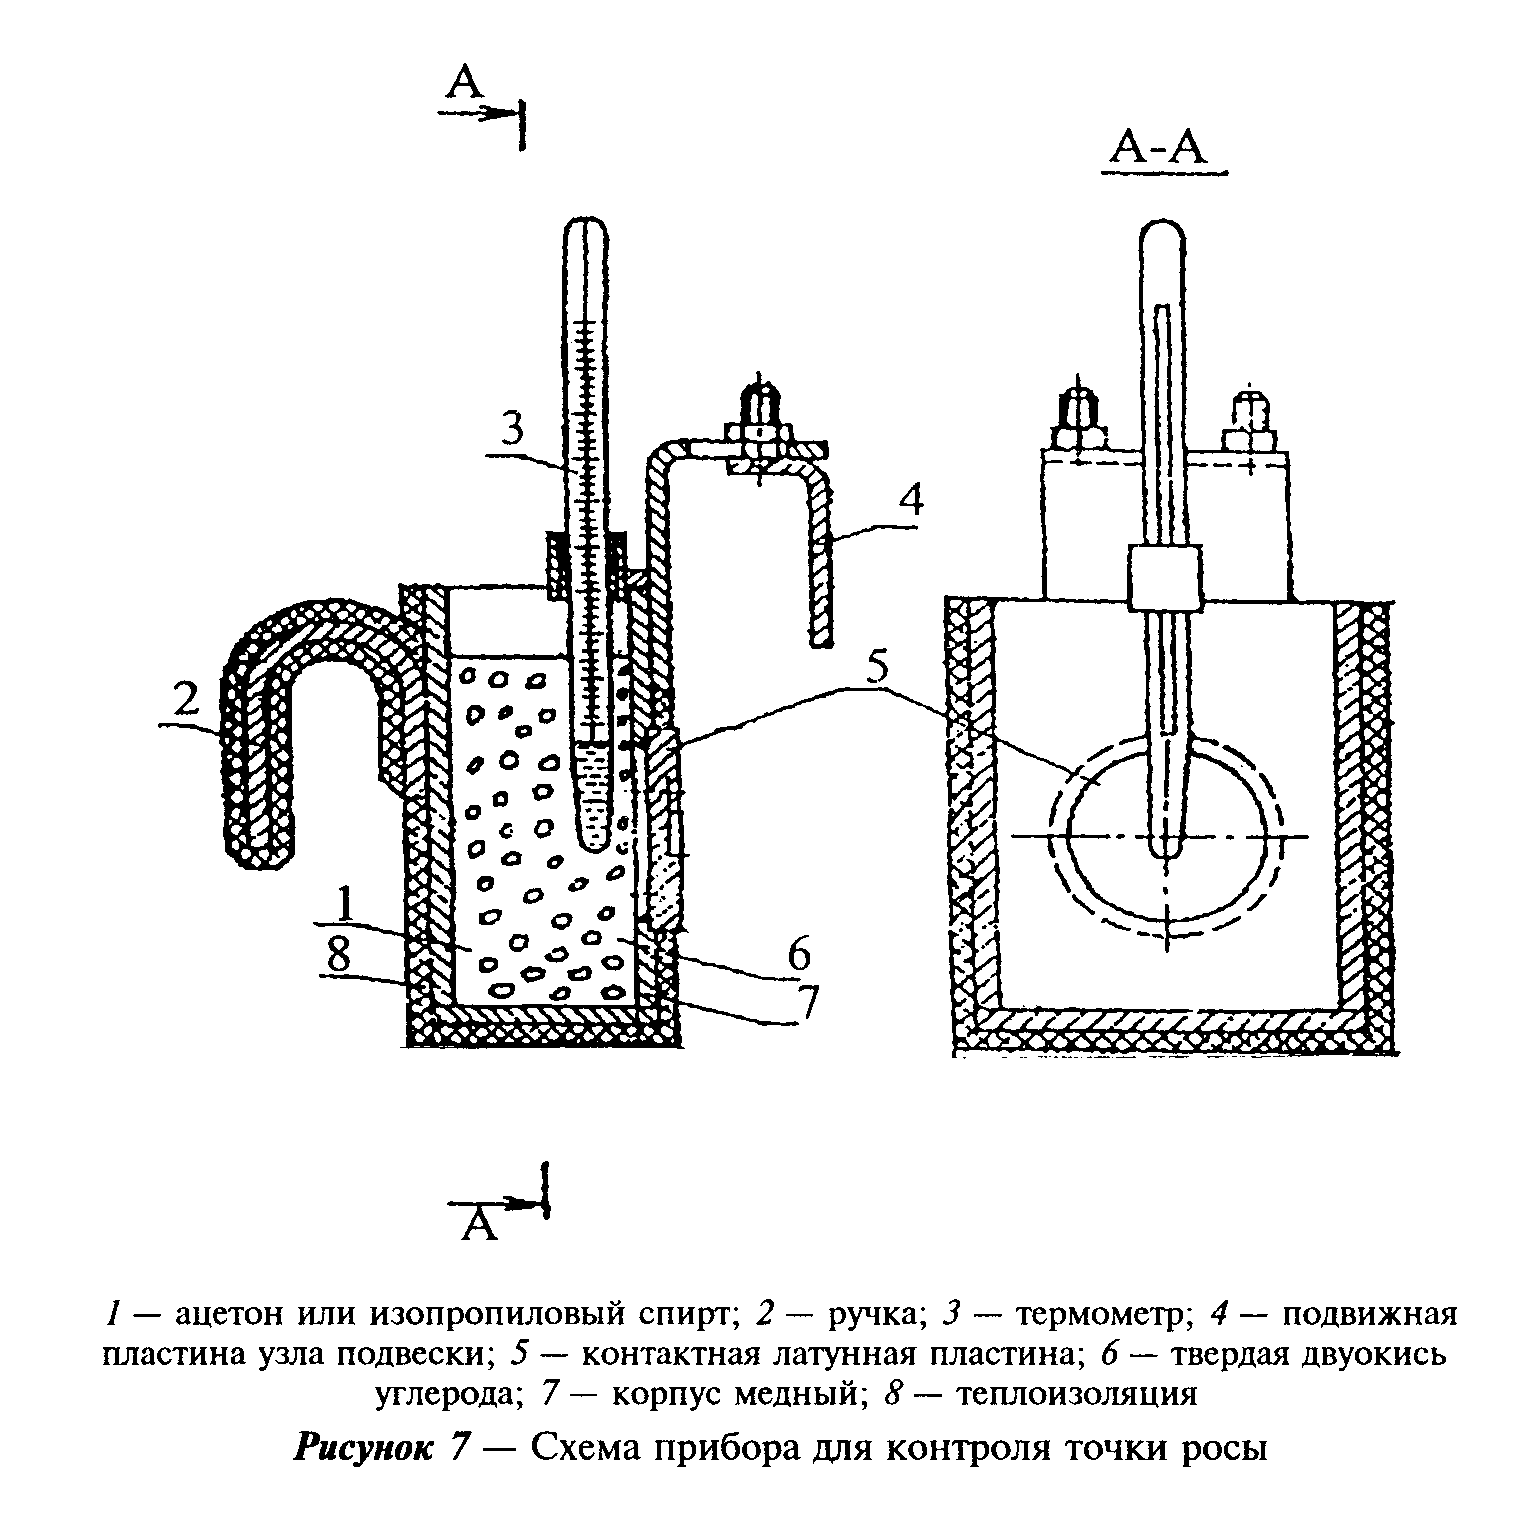 А
А-А
3
4
5
2
1
8
6
7
А
1 — ацетон или изопропиловый спирт; 2 — ручка; 3 — термометр; 4 — подвижная
пластина узла подвески; 5 — контактная латунная пластина; 6 — твердая двуокись
углерода; 7 — корпус медный; 8 — теплоизоляция
Рисунок 7 — Схема прибора для контроля точки росы